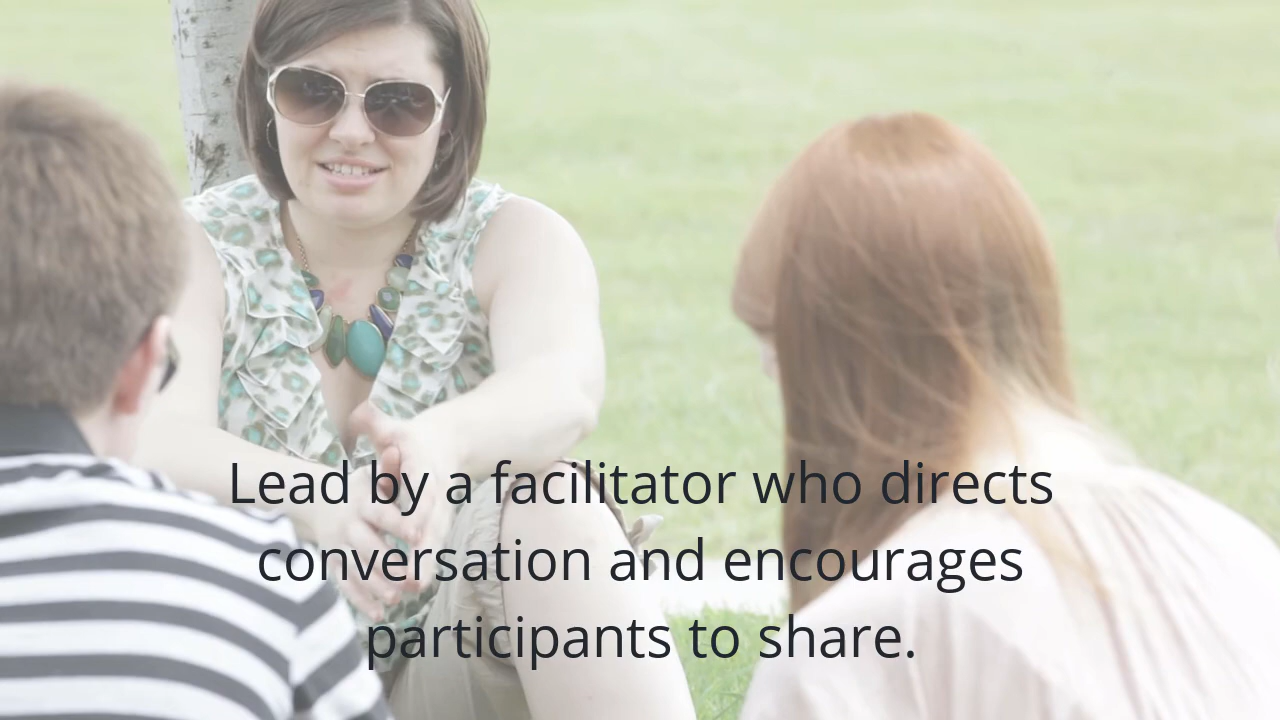 Lead by a facilitator who directs
conversation and encourages
participants to share.